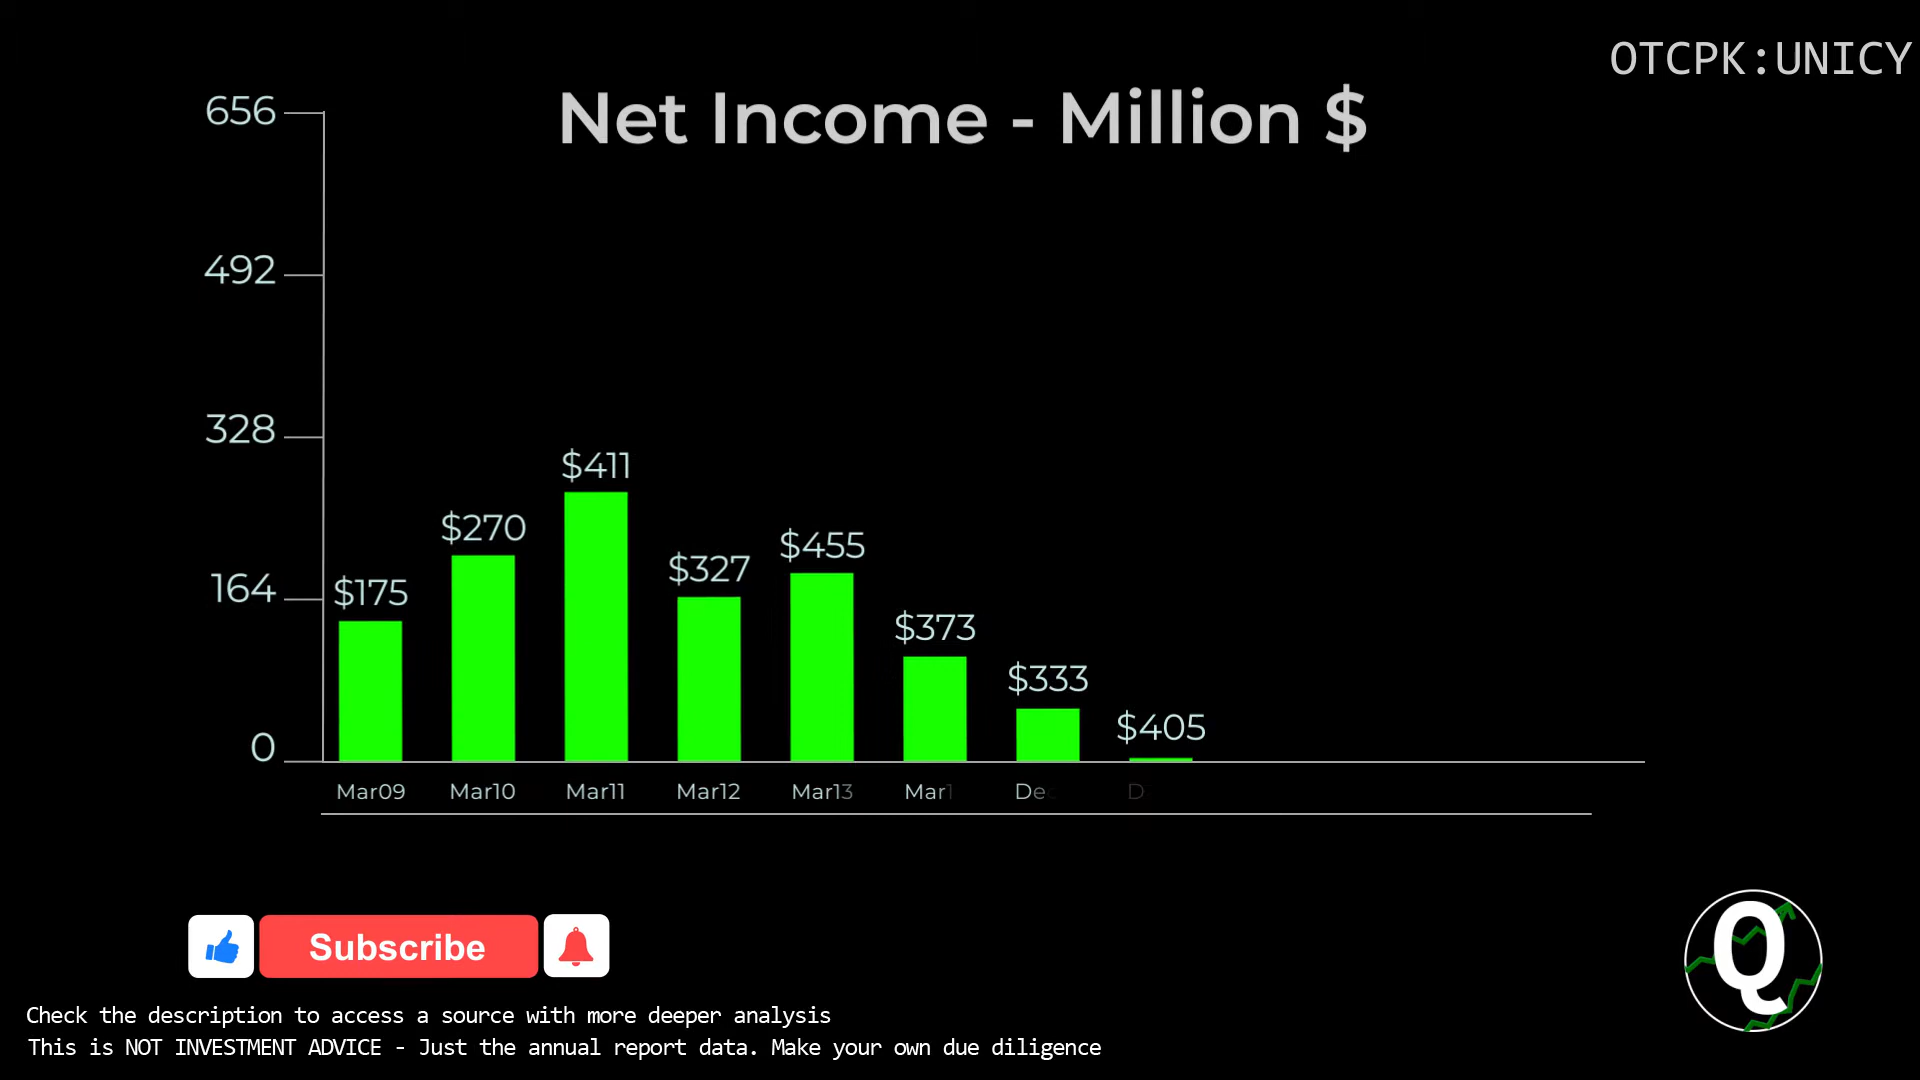 OTCPK:UNICY
Net Income - Million $
656
492
328
164
0
$175
$270
$411
$327
$455
$373
$333
$405
Mar09
Mar10
Mar11
Mar12
Mar13
Mar1
De
D
Subscribe
Q
Check the description to access a source with more deeper analysis
This is NOT INVESTMENT ADVICE - Just the annual report data. Make your own due diligence